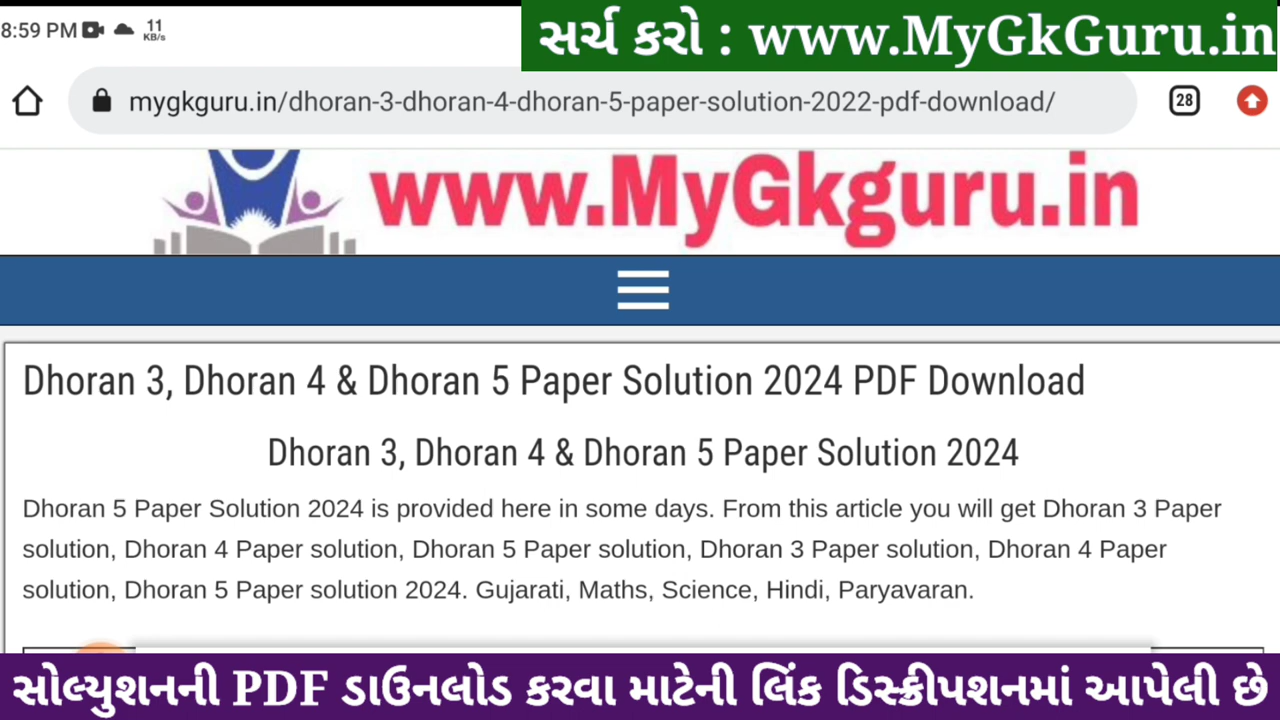 8:59 PM
11
KB/s
સર્ચ કરો : www.MyGkGuru.in
mygkguru.in/dhoran-3-dhoran-4-dhoran-5-paper-solution-2022-pdf-download/
28
www.MyGkguru.in
Dhoran 3, Dhoran 4 & Dhoran 5 Paper Solution 2024 PDF Download
Dhoran 3, Dhoran 4 & Dhoran 5 Paper Solution 2024
Dhoran 5 Paper Solution 2024 is provided here in some days. From this article you will get Dhoran 3 Paper
solution, Dhoran 4 Paper solution, Dhoran 5 Paper solution, Dhoran 3 Paper solution, Dhoran 4 Paper
solution, Dhoran 5 Paper solution 2024. Gujarati, Maths, Science, Hindi, Paryavaran.
સોલ્યુશનની PDF ડાઉનલોડ કરવા માટેની લિંક ડિસ્ક્રીપશનમાં આપેલી છે